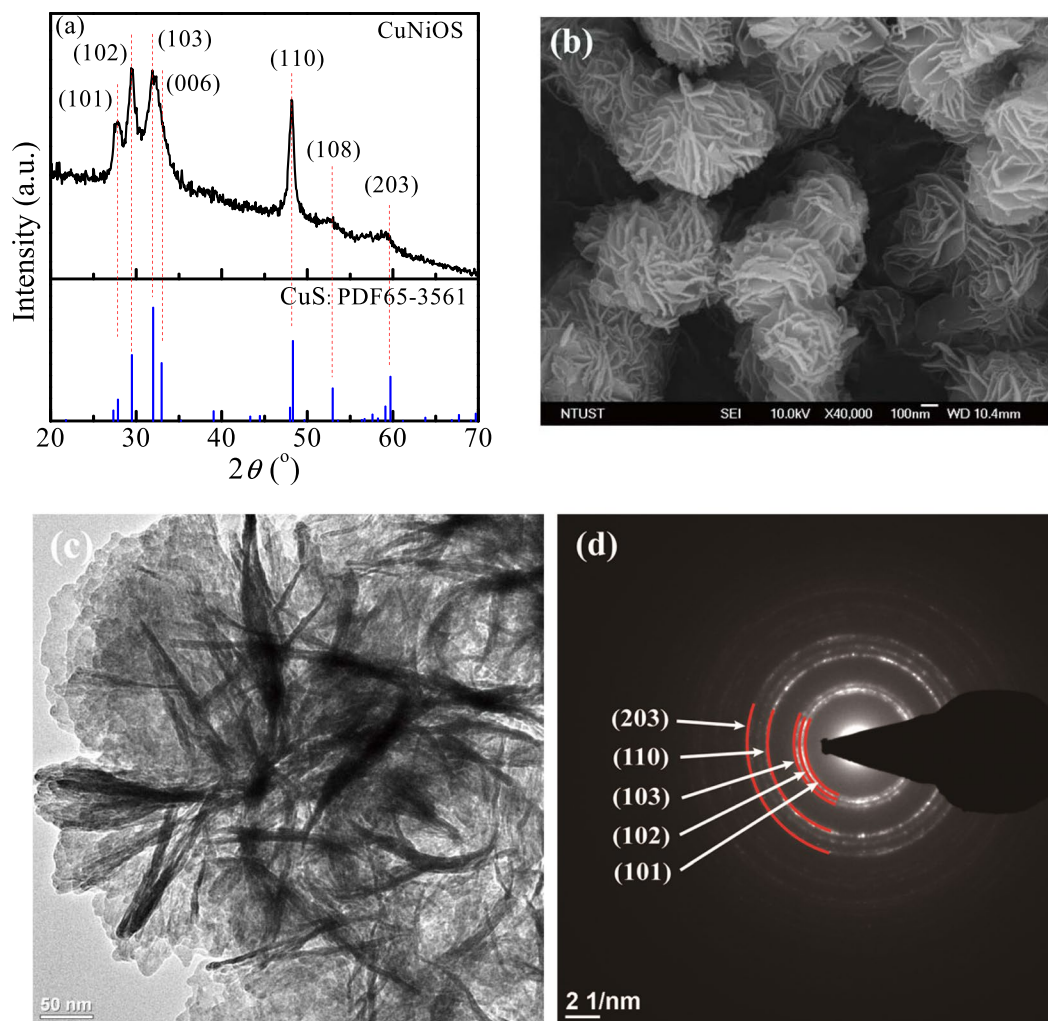 (a)
CuNiOS
(102)
(103)
(110)
(101)
(006)
(108)
(203)
Intensity (a.u.)
CuS: PDF65-3561
20 30 40 50 60 70
2θ (°)
(b)
NTUST SEI 10.0kV X40,000 100nm WD 10.4mm
(c)
50 nm
(d)
(203)
(110)
(103)
(102)
(101)
2 1/nm